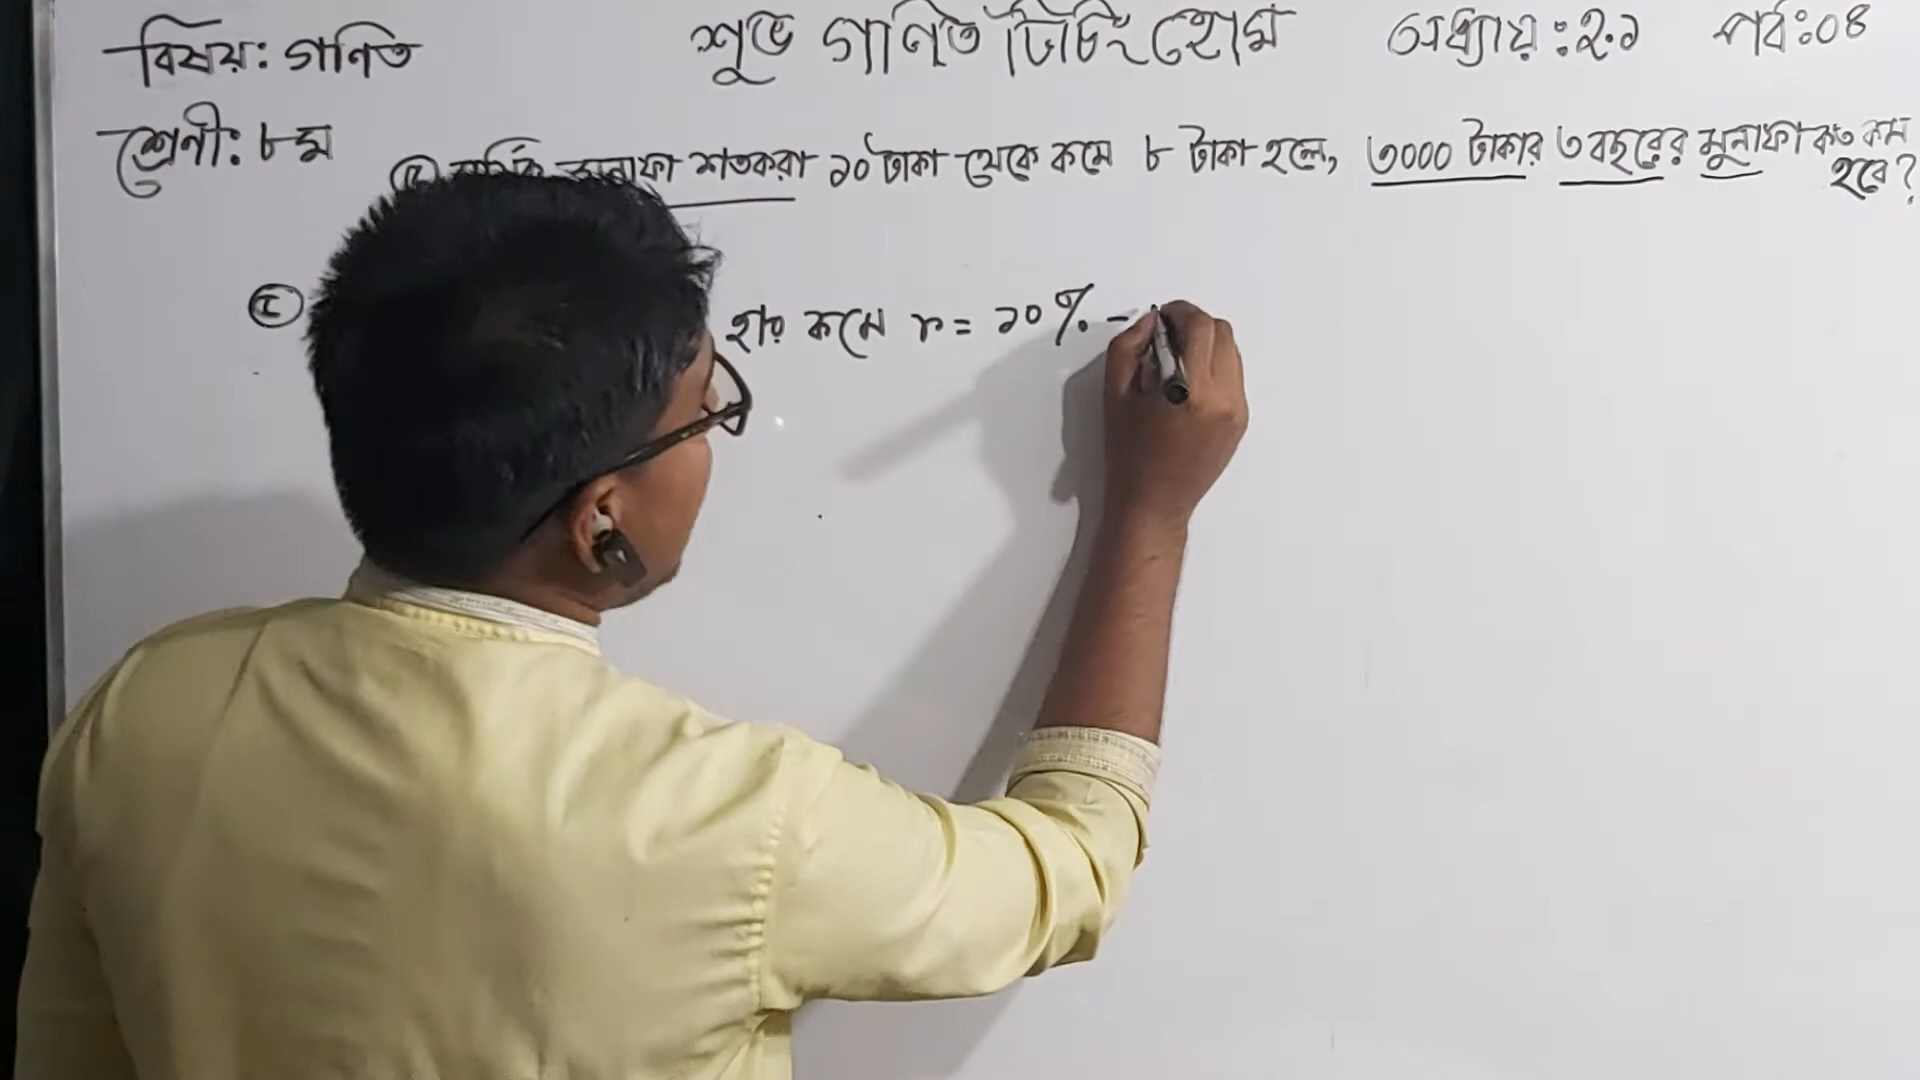 বিষয়: গণিত
শুভ গণিত টিচিং হোম
অধ্যায়: ২.১ পর্ব: ০৪
শ্রেণী: ৮ম
মুনাফা শতকরা ১০ টাকা থেকে কমে ৮ টাকা হলে, ৩০০০ টাকার ৩ বছরের মুনাফা কত কম
হবে?
I
হার কমে r = ১০% -